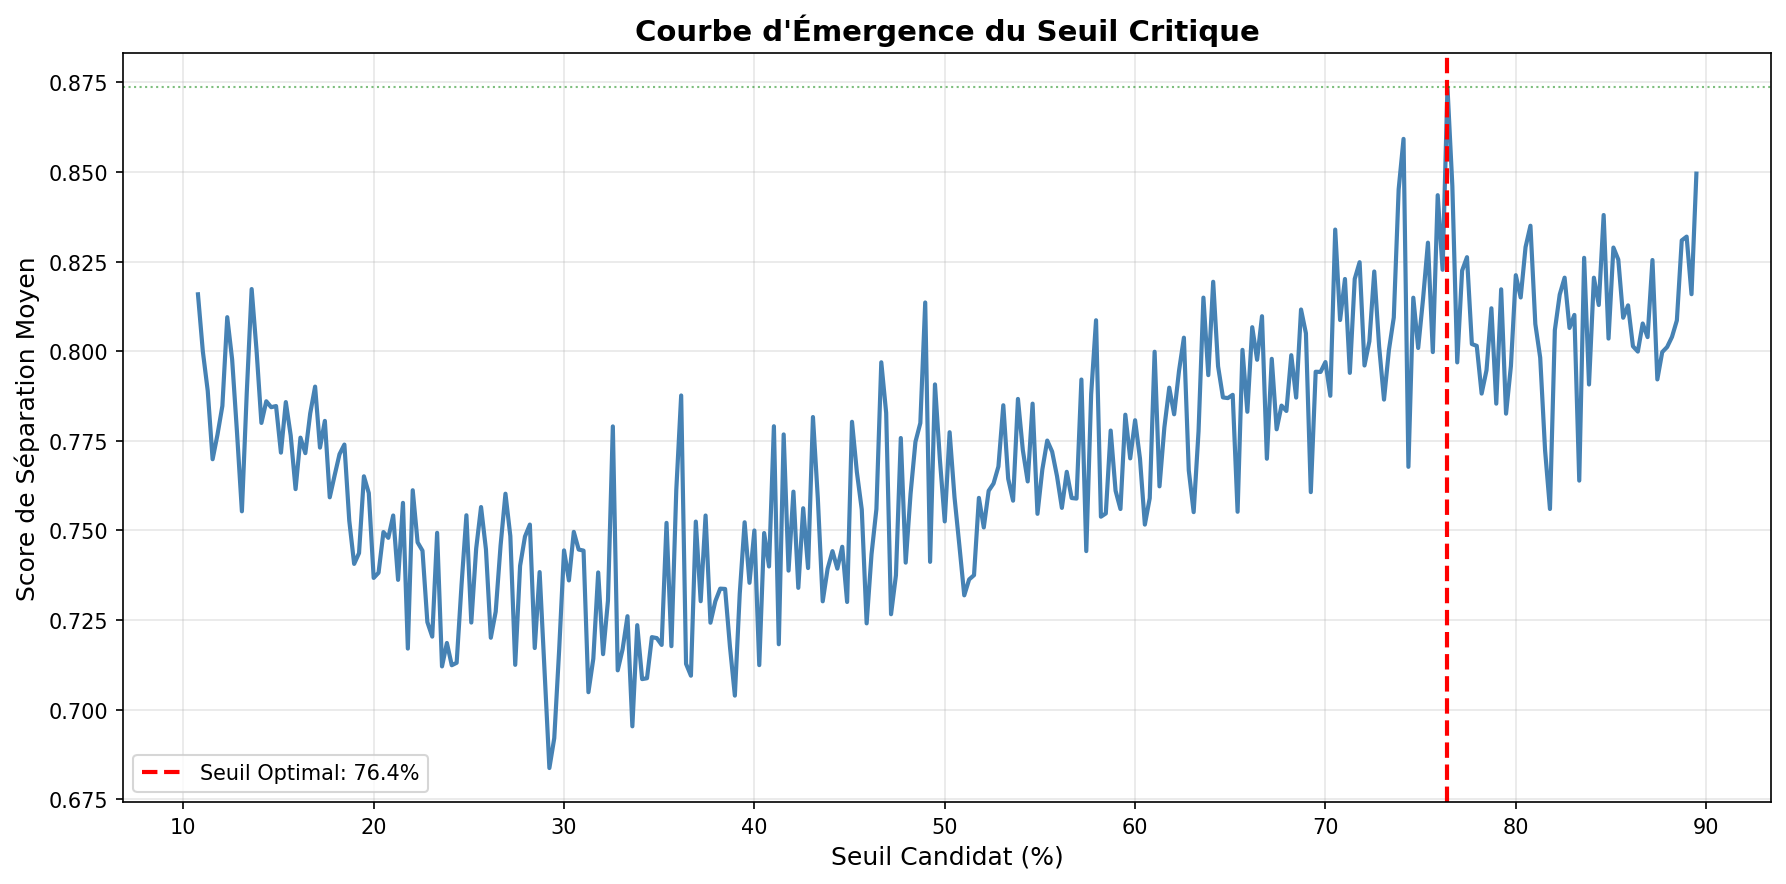 Courbe d'Émergence du Seuil Critique
Score de Séparation Moyen
0.875
0.850
0.825
0.800
0.775
0.750
0.725
0.700
0.675
Seuil Optimal: 76.4%
10 20 30 40 50 60 70 80 90
Seuil Candidat (%)